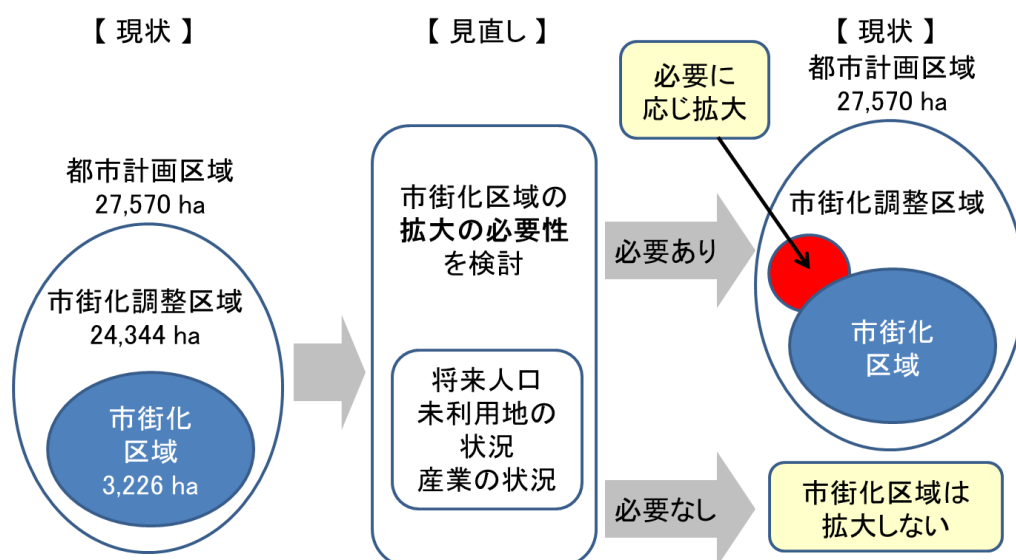 【 現状 】
都市計画区域
27,570 ha
市街化調整区域
24,344 ha
市街化
区域
3,226 ha
【 見直し 】
市街化区域の
拡大の必要性
を検討
将来人口
未利用地の
状況
産業の状況
必要あり
必要なし
【 現状 】
都市計画区域
27,570 ha
必要に
応じ拡大
市街化調整区域
市街化
区域
市街化区域は
拡大しない